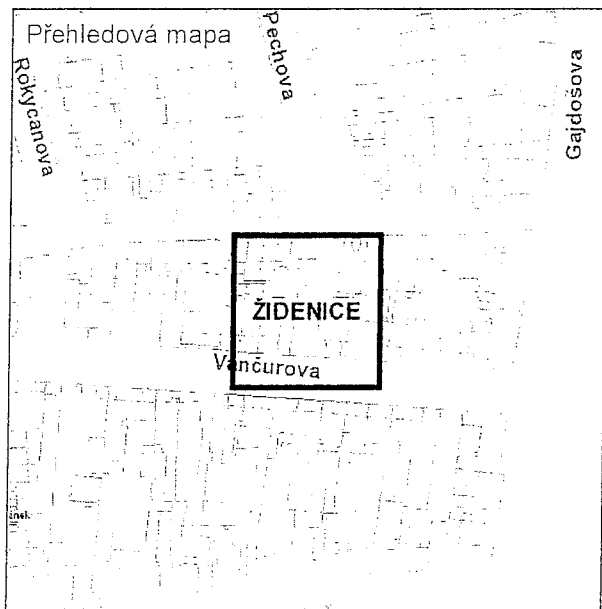 Přehledová mapa
Rokycanova
Pechova
Gajdošova
ŽIDENICE
Vančurova